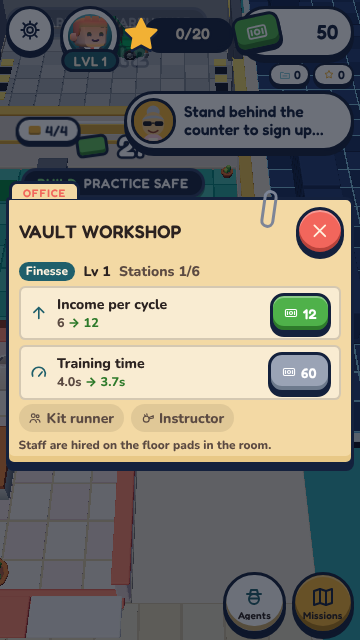 0/20
50
LVL 1
0
0
Stand behind the
counter to sign up...
4/4
BUILD PRACTICE SAFE
OFFICE
VAULT WORKSHOP
Finesse Lv 1 Stations 1/6
Income per cycle
6 → 12
12
Training time
4.0s → 3.7s
60
Kit runner
Instructor
Staff are hired on the floor pads in the room.
Agents
Missions